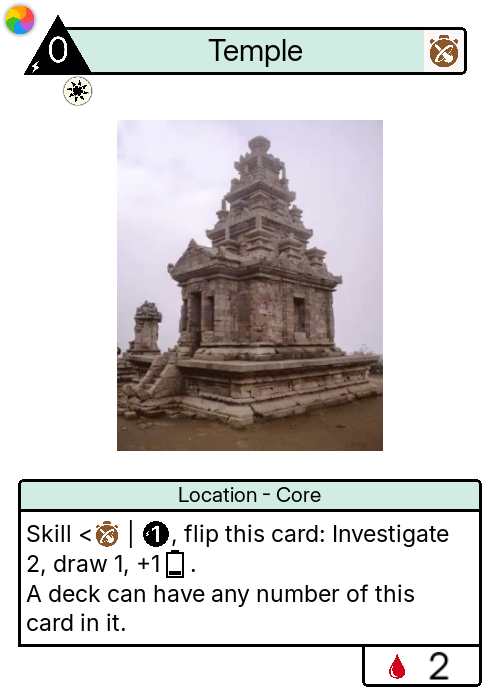 0
Temple
Location - Core
Skill < | 1, flip this card: Investigate
2, draw 1, +1 .
A deck can have any number of this
card in it.
2